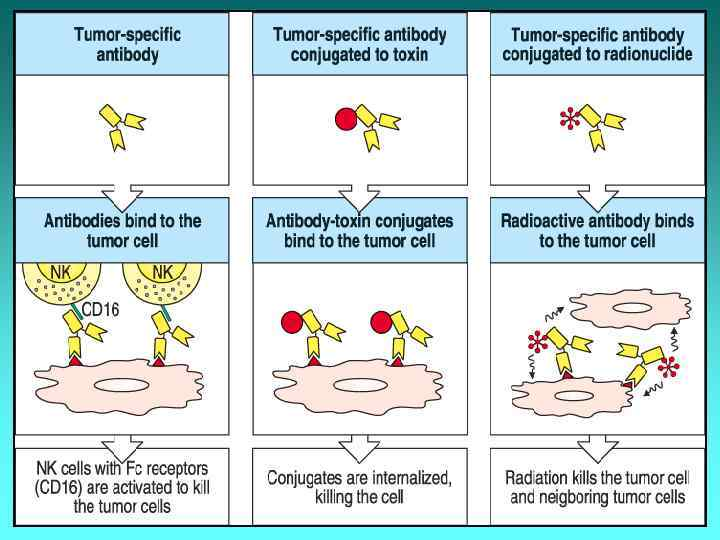 Tumor-specific
antibody
Tumor-specific antibody
conjugated to toxin
Tumor-specific antibody
conjugated to radionuclide
Antibodies bind to the
tumor cell
Antibody-toxin conjugates
bind to the tumor cell
Radioactive antibody binds
to the tumor cell
NK
NK
CD16
NK cells with Fc receptors
(CD16) are activated to kill
the tumor cells
Conjugates are internalized,
killing the cell
Radiation kills the tumor cell
and neigboring tumor cells